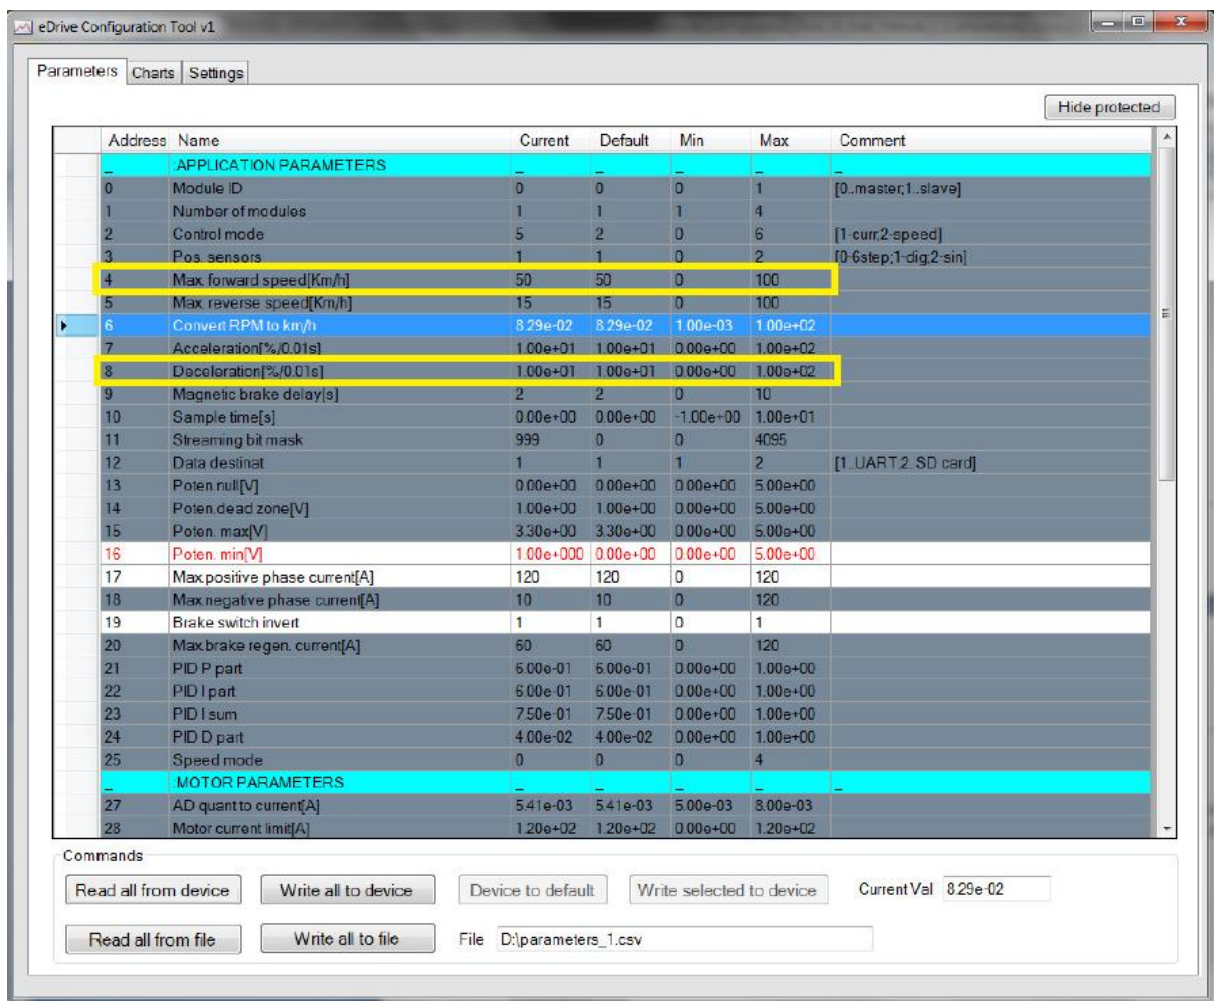 eDrive Configuration Tool v1
Parameters Charts Settings
Hide protected
Address Name Current Default Min Max Comment
_ :APPLICATION PARAMETERS _ _ _ _ _
0 Module ID 0 0 0 1 [0..master;1..slave]
1 Number of modules 1 1 1 4
2 Control mode 5 2 0 6 [1-curr;2-speed]
3 Pos. sensors 1 1 0 2 [0-6step;1-dig;2-sin]
4 Max. forward speed[Km/h] 50 50 0 100
5 Max. reverse speed[Km/h] 15 15 0 100
6 Convert RPM to km/h 8.29e-02 8.29e-02 1.00e-03 1.00e+02
7 Acceleration[%/0.01s] 1.00e+01 1.00e+01 0.00e+00 1.00e+02
8 Deceleration[%/0.01s] 1.00e+01 1.00e+01 0.00e+00 1.00e+02
9 Magnetic brake delay[s] 2 2 0 10
10 Sample time[s] 0.00e+00 0.00e+00 -1.00e+00 1.00e+01
11 Streaming bit mask 999 0 0 4095
12 Data destinat 1 1 1 2 [1..UART;2..SD card]
13 Poten.null[V] 0.00e+00 0.00e+00 0.00e+00 5.00e+00
14 Poten.dead zone[V] 1.00e+00 1.00e+00 0.00e+00 5.00e+00
15 Poten. max[V] 3.30e+00 3.30e+00 0.00e+00 5.00e+00
16 Poten. min[V] 1.00e+000 0.00e+00 0.00e+00 5.00e+00
17 Max.positive phase current[A] 120 120 0 120
18 Max.negative phase current[A] 10 10 0 120
19 Brake switch invert 1 1 0 1
20 Max.brake regen. current[A] 60 60 0 120
21 PID P part 6.00e-01 6.00e-01 0.00e+00 1.00e+00
22 PID I part 6.00e-01 6.00e-01 0.00e+00 1.00e+00
23 PID I sum 7.50e-01 7.50e-01 0.00e+00 1.00e+00
24 PID D part 4.00e-02 4.00e-02 0.00e+00 1.00e+00
25 Speed mode 0 0 0 4
_ :MOTOR PARAMETERS _ _ _ _ _
27 AD quant to current[A] 5.41e-03 5.41e-03 5.00e-03 8.00e-03
28 Motor current limit[A] 1.20e+02 1.20e+02 0.00e+00 1.20e+02
Commands
Read all from device Write all to device Device to default Write selected to device Current Val 8.29e-02
Read all from file Write all to file File D:\parameters_1.csv